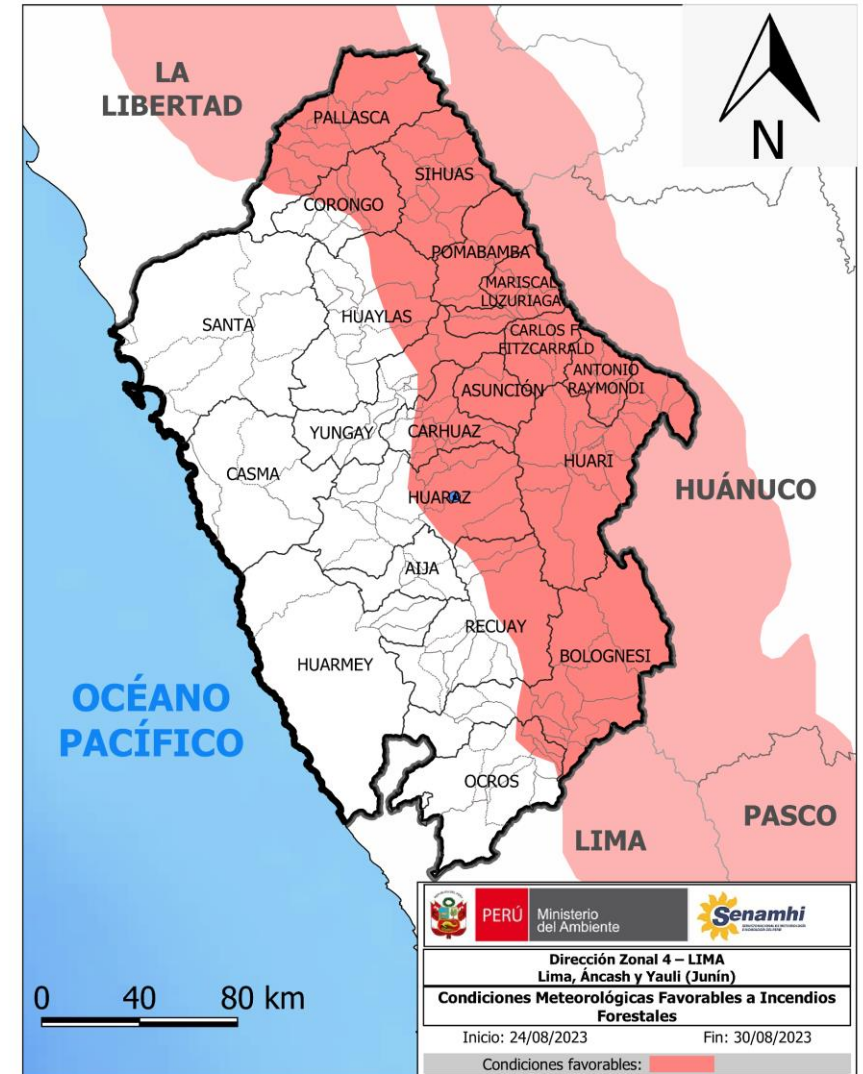 LA
LIBERTAD
N
PALLASCA
SIHUAS
CORONGO
POMABAMBA
MARISCAL
LUZURIAGA
SANTA
HUAYLAS
CARLOS F.
FITZCARRALD
ANTONIO
RAYMONDI
ASUNCIÓN
YUNGAY
CARHUAZ
HUARI
CASMA
HUARAZ
HUÁNUCO
AIJA
RECUAY
BOLOGNESI
HUARMEY
OCÉANO
PACÍFICO
OCROS
PASCO
LIMA
PERÚ
Ministerio
del Ambiente
Senamhi
Dirección Zonal 4 – LIMA
Lima, Áncash y Yauli (Junín)
Condiciones Meteorológicas Favorables a Incendios
Forestales
Inicio: 24/08/2023 Fin: 30/08/2023
Condiciones favorables:
0 40 80 km